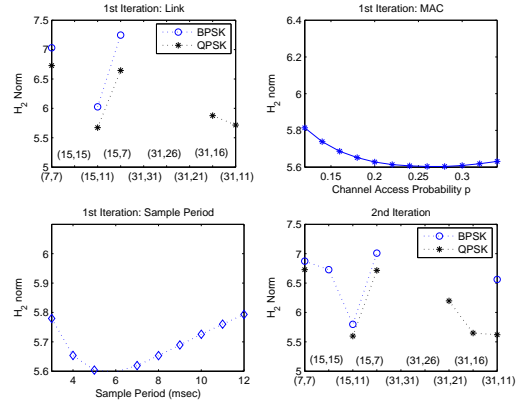 1st Iteration: Link
7.5
7
6.5
6
5.5
5
H2 Norm
BPSK
QPSK
(15,15) (15,7) (31,26) (31,16)
(7,7) (15,11) (31,31) (31,21) (31,11)
1st Iteration: MAC
6.4
6.2
6
5.8
5.6
H2 Norm
0.15 0.2 0.25 0.3
Channel Access Probability p
1st Iteration: Sample Period
6
5.9
5.8
5.7
5.6
H2 norm
4 6 8 10 12
Sample Period (msec)
2nd Iteration
7.5
7
6.5
6
5.5
5
H2 norm
BPSK
QPSK
(15,15) (15,7) (31,26) (31,16)
(7,7) (15,11) (31,31) (31,21) (31,11)